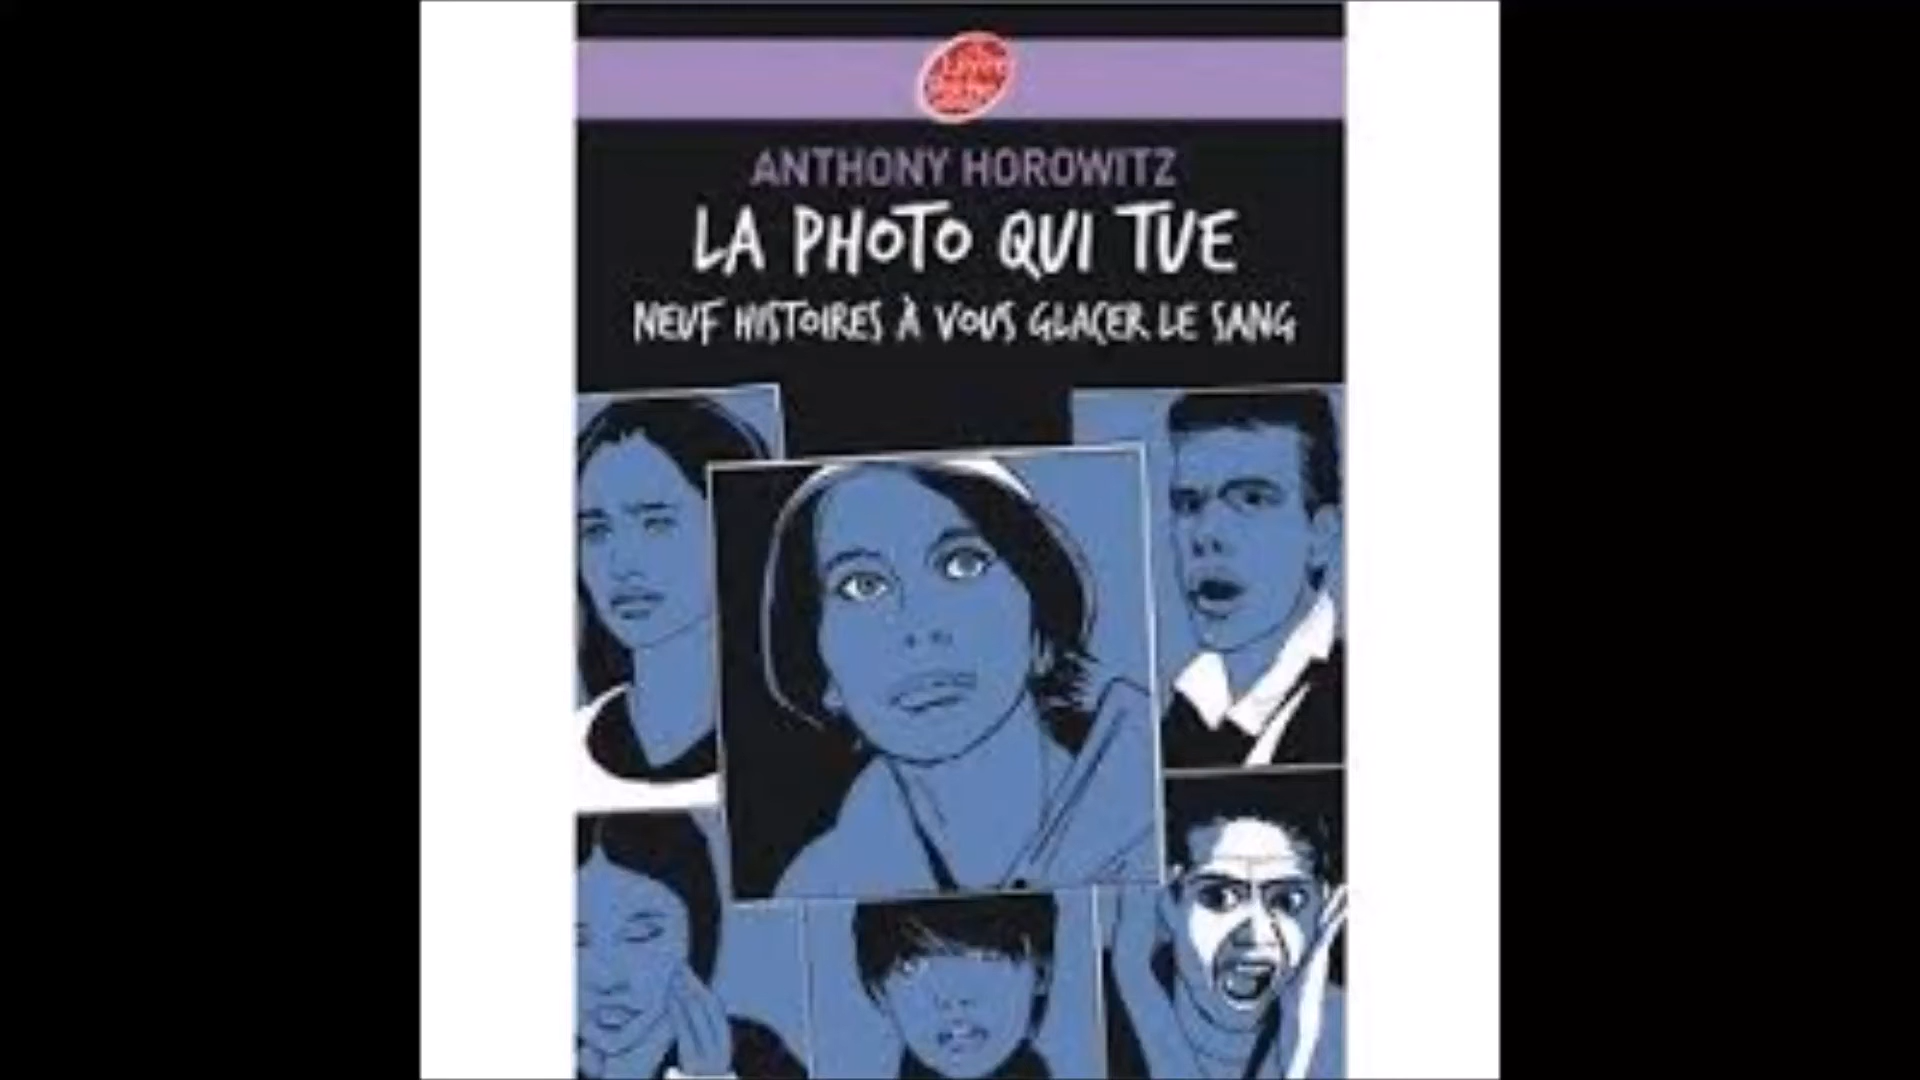 ANTHONY HOROWITZ
LA PHOTO QUI TUE
NEUF HISTOIRES À VOUS GLACER LE SANG